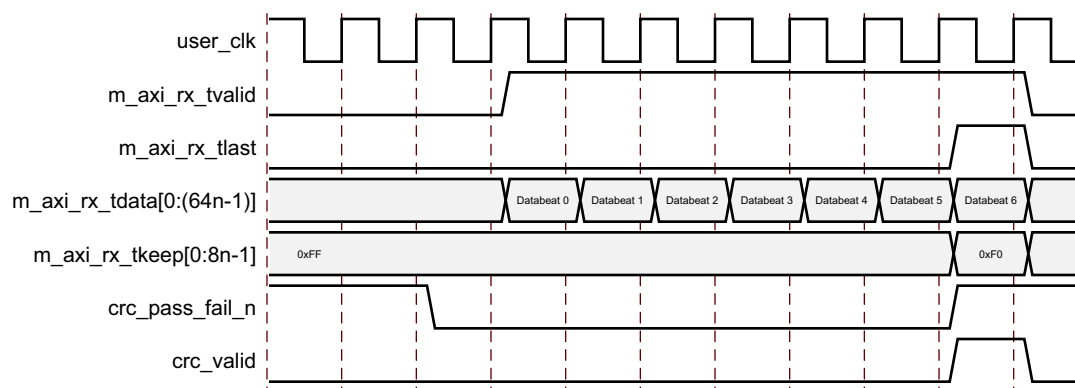 user_clk
m_axi_rx_tvalid
m_axi_rx_tlast
m_axi_rx_tdata[0:(64n-1)] Databeat 0 Databeat 1 Databeat 2 Databeat 3 Databeat 4 Databeat 5 Databeat 6
m_axi_rx_tkeep[0:8n-1] 0xFF 0xF0
crc_pass_fail_n
crc_valid